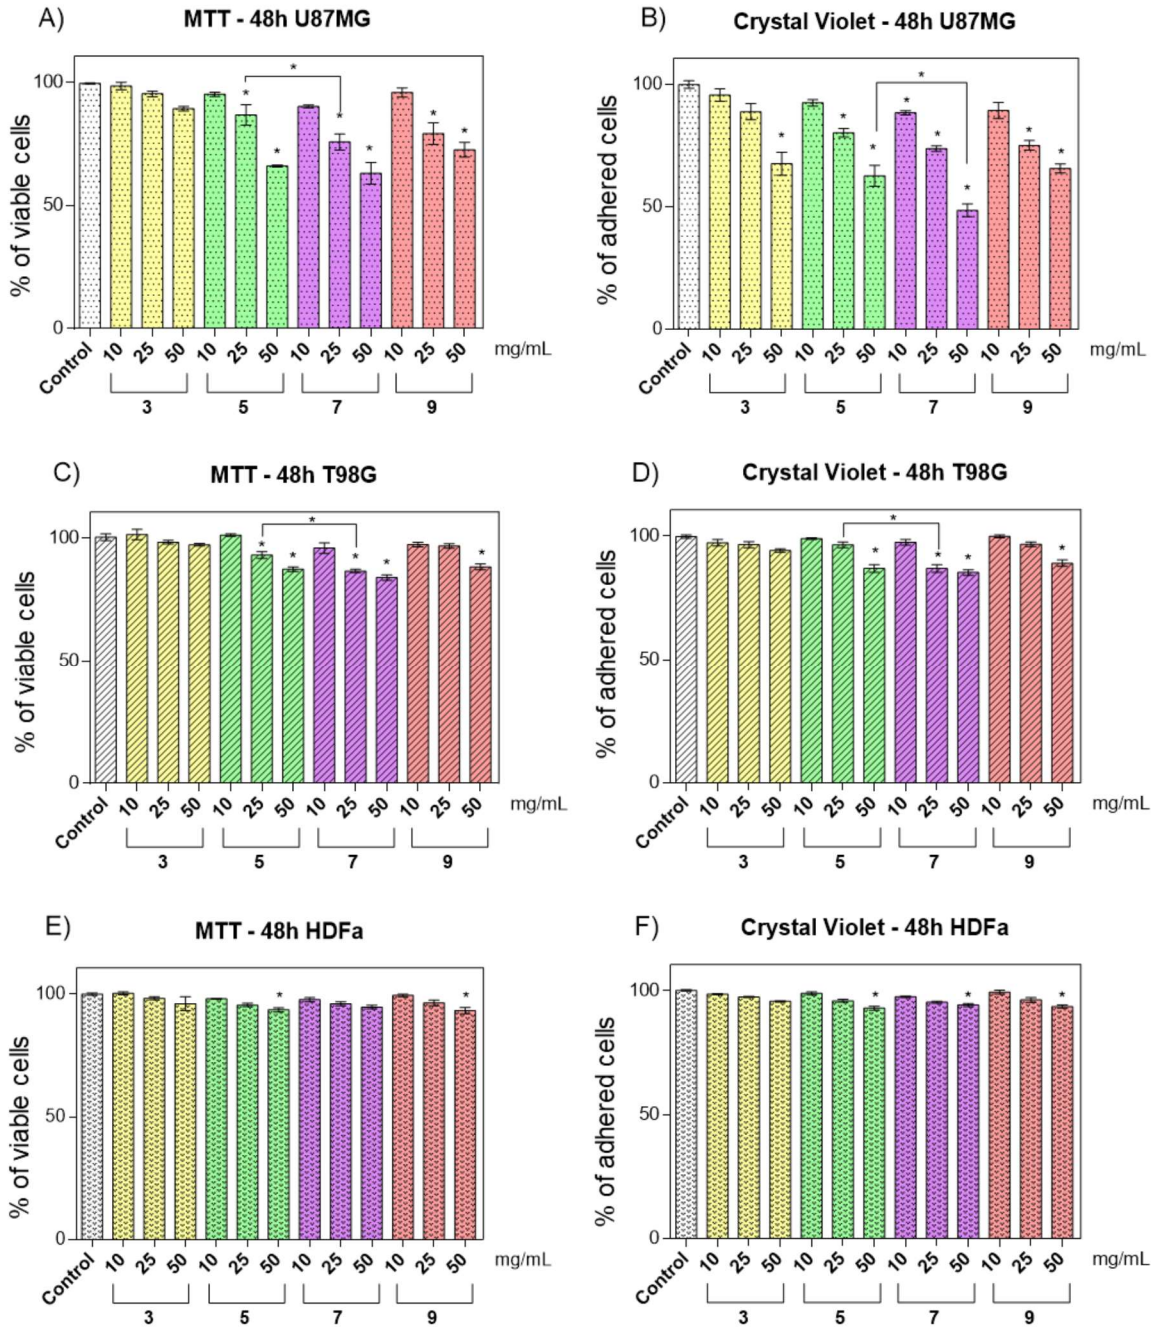 A)
MTT - 48h U87MG
% of viable cells
100
50
0
*
* * * * * *
Control 10 25 50 10 25 50 10 25 50 10 25 50 mg/mL
3 5 7 9
B)
Crystal Violet - 48h U87MG
% of adhered cells
100
50
0
*
* * * * * * * *
Control 10 25 50 10 25 50 10 25 50 10 25 50 mg/mL
3 5 7 9
C)
MTT - 48h T98G
% of viable cells
100
50
0
*
* * * * *
Control 10 25 50 10 25 50 10 25 50 10 25 50 mg/mL
3 5 7 9
D)
Crystal Violet - 48h T98G
% of adhered cells
100
50
0
*
* * * *
Control 10 25 50 10 25 50 10 25 50 10 25 50 mg/mL
3 5 7 9
E)
MTT - 48h HDFa
% of viable cells
100
50
0
* *
Control 10 25 50 10 25 50 10 25 50 10 25 50 mg/mL
3 5 7 9
F)
Crystal Violet - 48h HDFa
% of adhered cells
100
50
0
* * *
Control 10 25 50 10 25 50 10 25 50 10 25 50 mg/mL
3 5 7 9